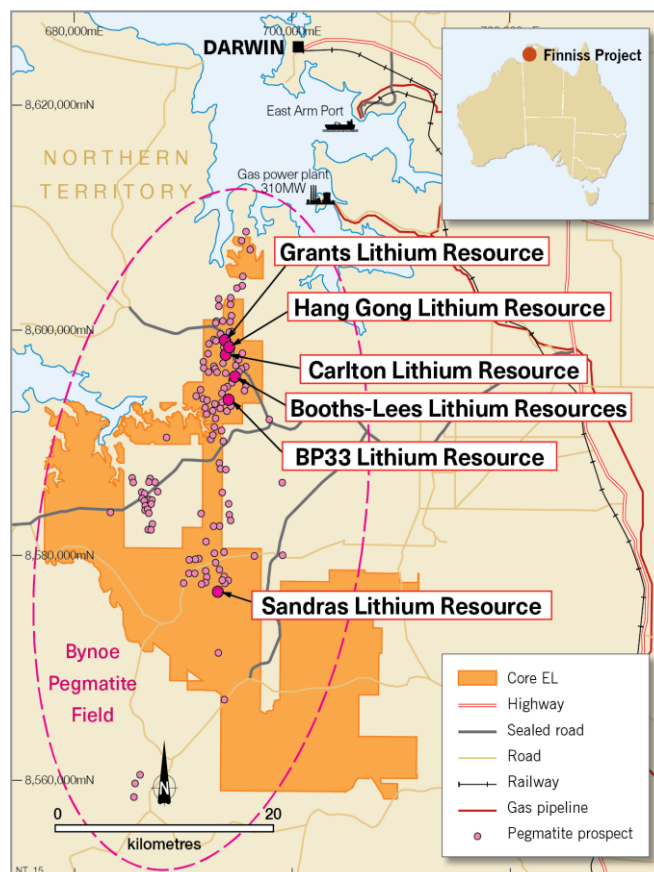 680,000mE
700,000mE
DARWIN
Finniss Project
8,620,000mN
East Arm Port
NORTHERN
TERRITORY
Gas power plant
310MW
Grants Lithium Resource
Hang Gong Lithium Resource
8,600,000mN
Carlton Lithium Resource
Booths-Lees Lithium Resources
BP33 Lithium Resource
8,580,000mN
Sandras Lithium Resource
Bynoe
Pegmatite
Field
Core EL
Highway
Sealed road
Road
Railway
Gas pipeline
Pegmatite prospect
8,560,000mN
N
0
20
kilometres